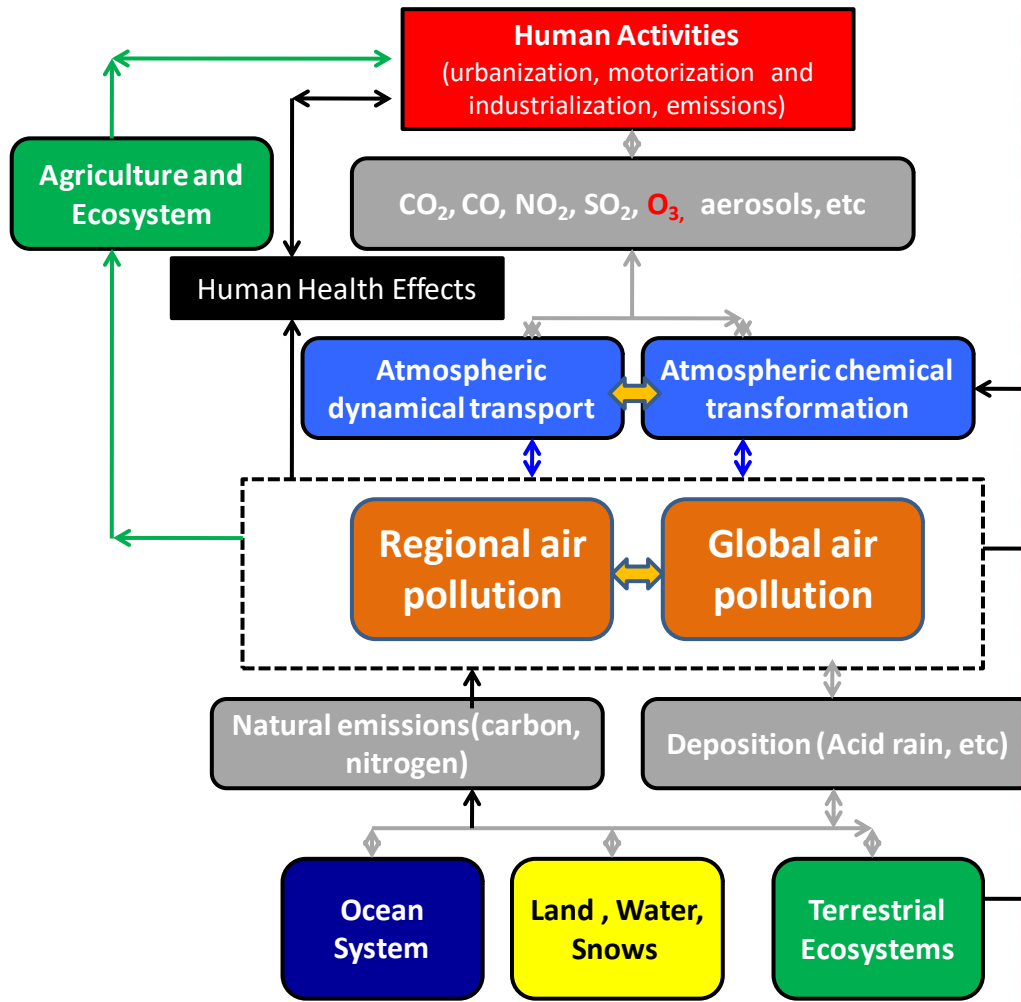 Human Activities
(urbanization, motorization and
industrialization, emissions)
Agriculture and
Ecosystem
CO₂, CO, NO₂, SO₂, O₃, aerosols, etc
Human Health Effects
Atmospheric
dynamical transport
Atmospheric chemical
transformation
Regional air
pollution
Global air
pollution
Natural emissions(carbon,
nitrogen)
Deposition (Acid rain, etc)
Ocean
System
Land , Water,
Snows
Terrestrial
Ecosystems